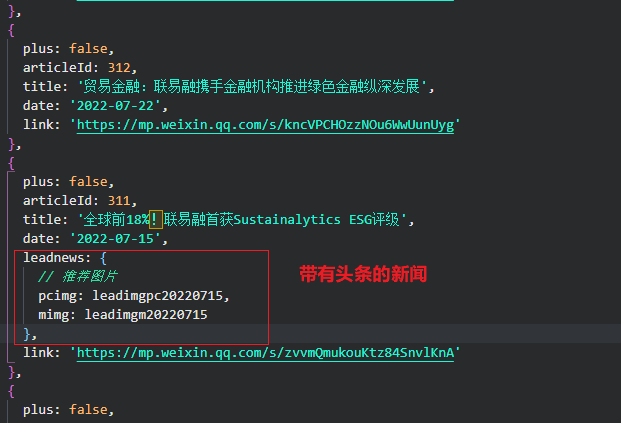 },
{
plus: false,
articleId: 312,
title: '贸易金融：联易融携手金融机构推进绿色金融纵深发展',
date: '2022-07-22',
link: 'https://mp.weixin.qq.com/s/kncVPCHOzzNOu6WwUunUyg'
},
{
plus: false,
articleId: 311,
title: '全球前18%！联易融首获Sustainalytics ESG评级',
date: '2022-07-15',
leadnews: {
// 推荐图片
pcimg: leadimgpc20220715,
mimg: leadimgm20220715
},
带有头条的新闻
link: 'https://mp.weixin.qq.com/s/zvvmQmukouKtz84SnvlKnA'
},
{
plus: false,